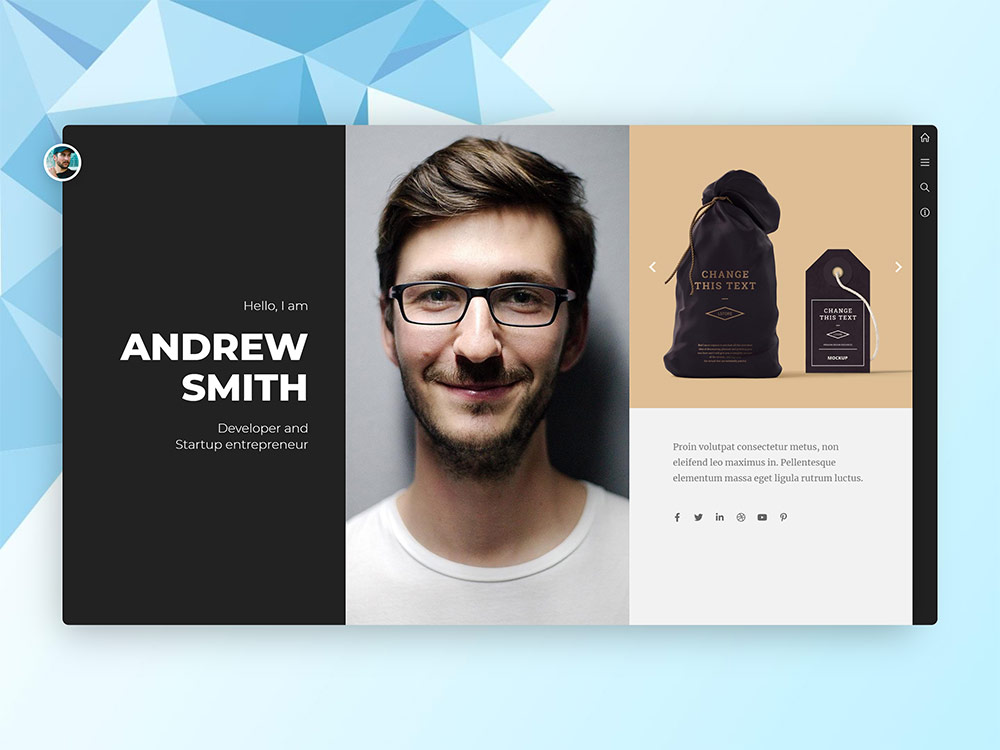 Hello, I am
ANDREW
SMITH
Developer and
Startup entrepreneur
CHANGE
THIS TEXT
CHANGE
THIS TEXT
MOCKUP
Proin volutpat consectetur metus, non
eleifend leo maximus in. Pellentesque
elementum massa eget ligula rutrum luctus.